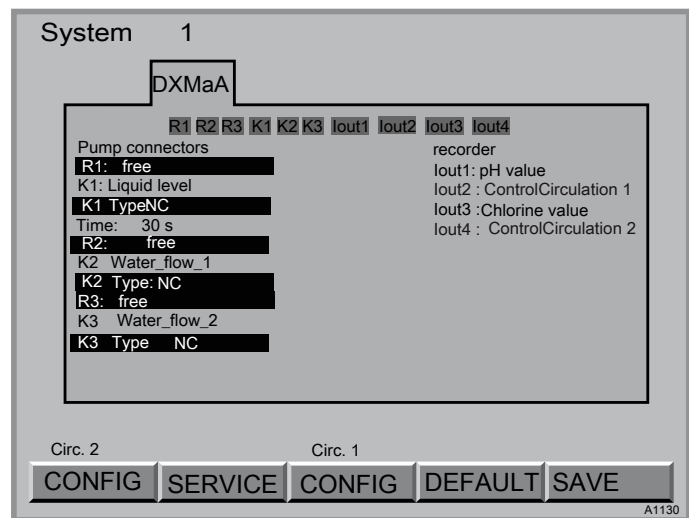 System 1
DXMaA
R1 R2 R3 K1 K2 K3 Iout1 Iout2 Iout3 Iout4
Pump connectors
R1: free
K1: Liquid level
K1 TypeNC
Time: 30 s
R2: free
K2 Water_flow_1
K2 Type: NC
R3: free
K3 Water_flow_2
K3 Type NC
recorder
Iout1: pH value
Iout2 : ControlCirculation 1
Iout3 :Chlorine value
Iout4 : ControlCirculation 2
Circ. 2 Circ. 1
CONFIG SERVICE CONFIG DEFAULT SAVE
A1130